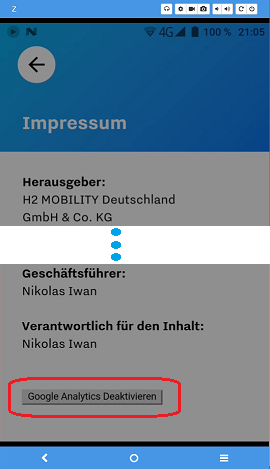 Z
4G 100 % 21:05
Impressum
Herausgeber:
H2 MOBILITY Deutschland
GmbH & Co. KG
Geschäftsführer:
Nikolas Iwan
Verantwortlich für den Inhalt:
Nikolas Iwan
Google Analytics Deaktivieren